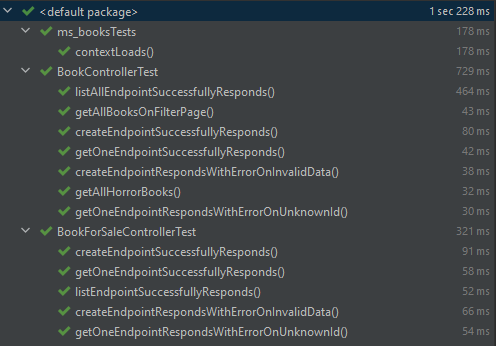 <default package> 1 sec 228 ms
ms_booksTests 178 ms
contextLoads() 178 ms
BookControllerTest 729 ms
listAllEndpointSuccessfullyResponds() 464 ms
getAllBooksOnFilterPage() 43 ms
createEndpointSuccessfullyResponds() 80 ms
getOneEndpointSuccessfullyResponds() 42 ms
createEndpointRespondsWithErrorOnInvalidData() 38 ms
getAllHorrorBooks() 32 ms
getOneEndpointRespondsWithErrorOnUnknownId() 30 ms
BookForSaleControllerTest 321 ms
createEndpointSuccessfullyResponds() 91 ms
getOneEndpointSuccessfullyResponds() 58 ms
listEndpointSuccessfullyResponds() 52 ms
createEndpointRespondsWithErrorOnInvalidData() 66 ms
getOneEndpointRespondsWithErrorOnUnknownId() 54 ms